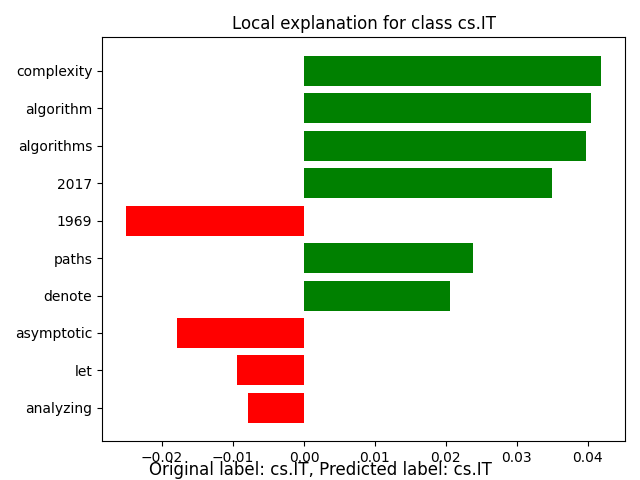 Local explanation for class cs.IT
complexity
algorithm
algorithms
2017
1969
paths
denote
asymptotic
let
analyzing
−0.02 −0.01 0.00 0.01 0.02 0.03 0.04
Original label: cs.IT, Predicted label: cs.IT